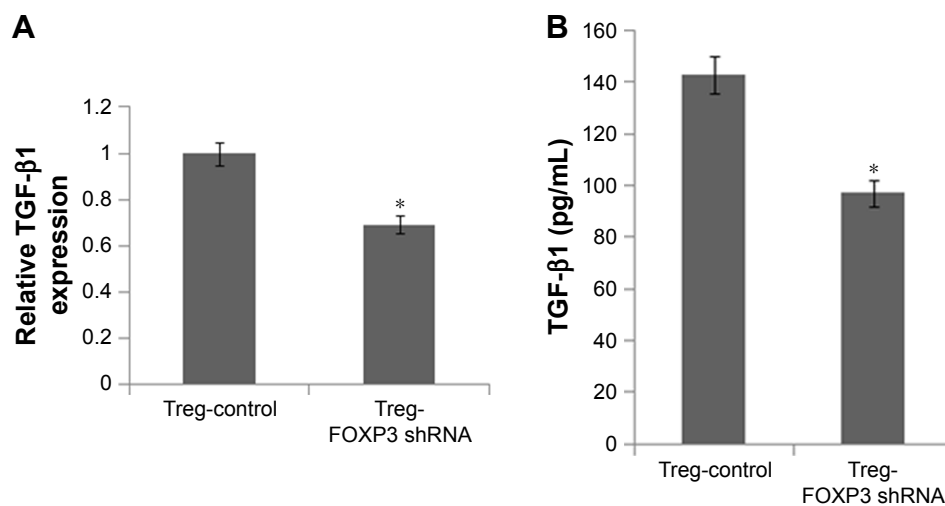 A
Relative TGF-β1
expression
1.2
1
0.8
0.6
0.4
0.2
0
*
Treg-control
Treg-
FOXP3 shRNA
B
TGF-β1 (pg/mL)
160
140
120
100
80
60
40
20
0
*
Treg-control
Treg-
FOXP3 shRNA